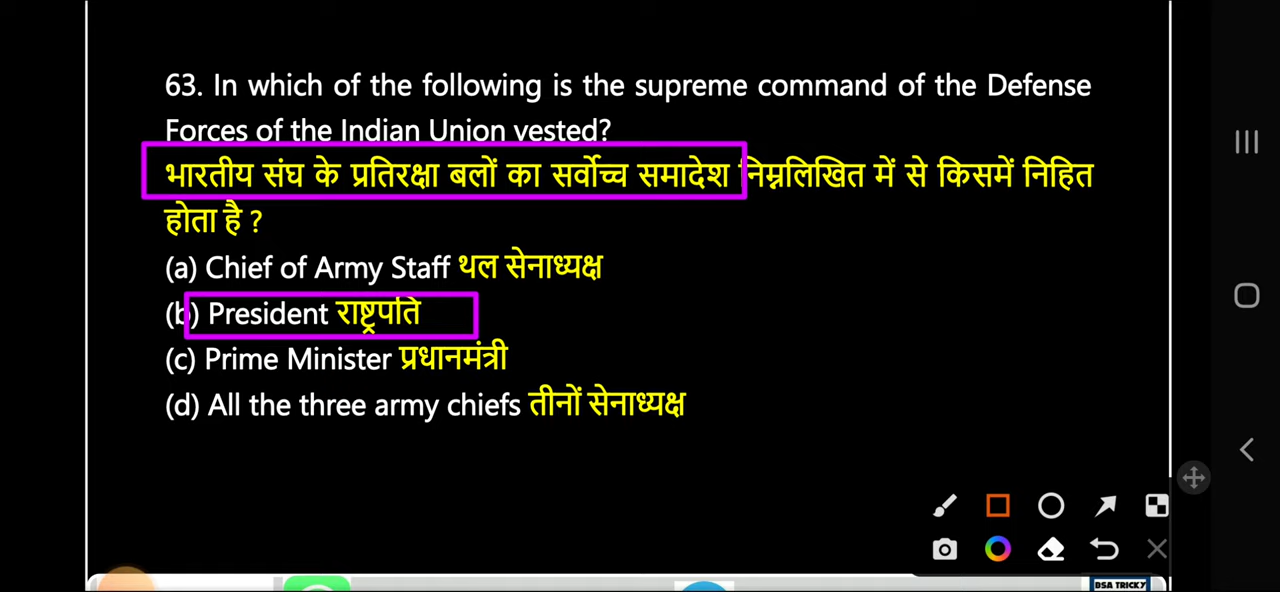 63. In which of the following is the supreme command of the Defense
Forces of the Indian Union vested?
भारतीय संघ के प्रतिरक्षा बलों का सर्वोच्च समादेश निम्नलिखित में से किसमें निहित
होता है ?
(a) Chief of Army Staff थल सेनाध्यक्ष
(b) President राष्ट्रपति
(c) Prime Minister प्रधानमंत्री
(d) All the three army chiefs तीनों सेनाध्यक्ष
BSA TRICKY